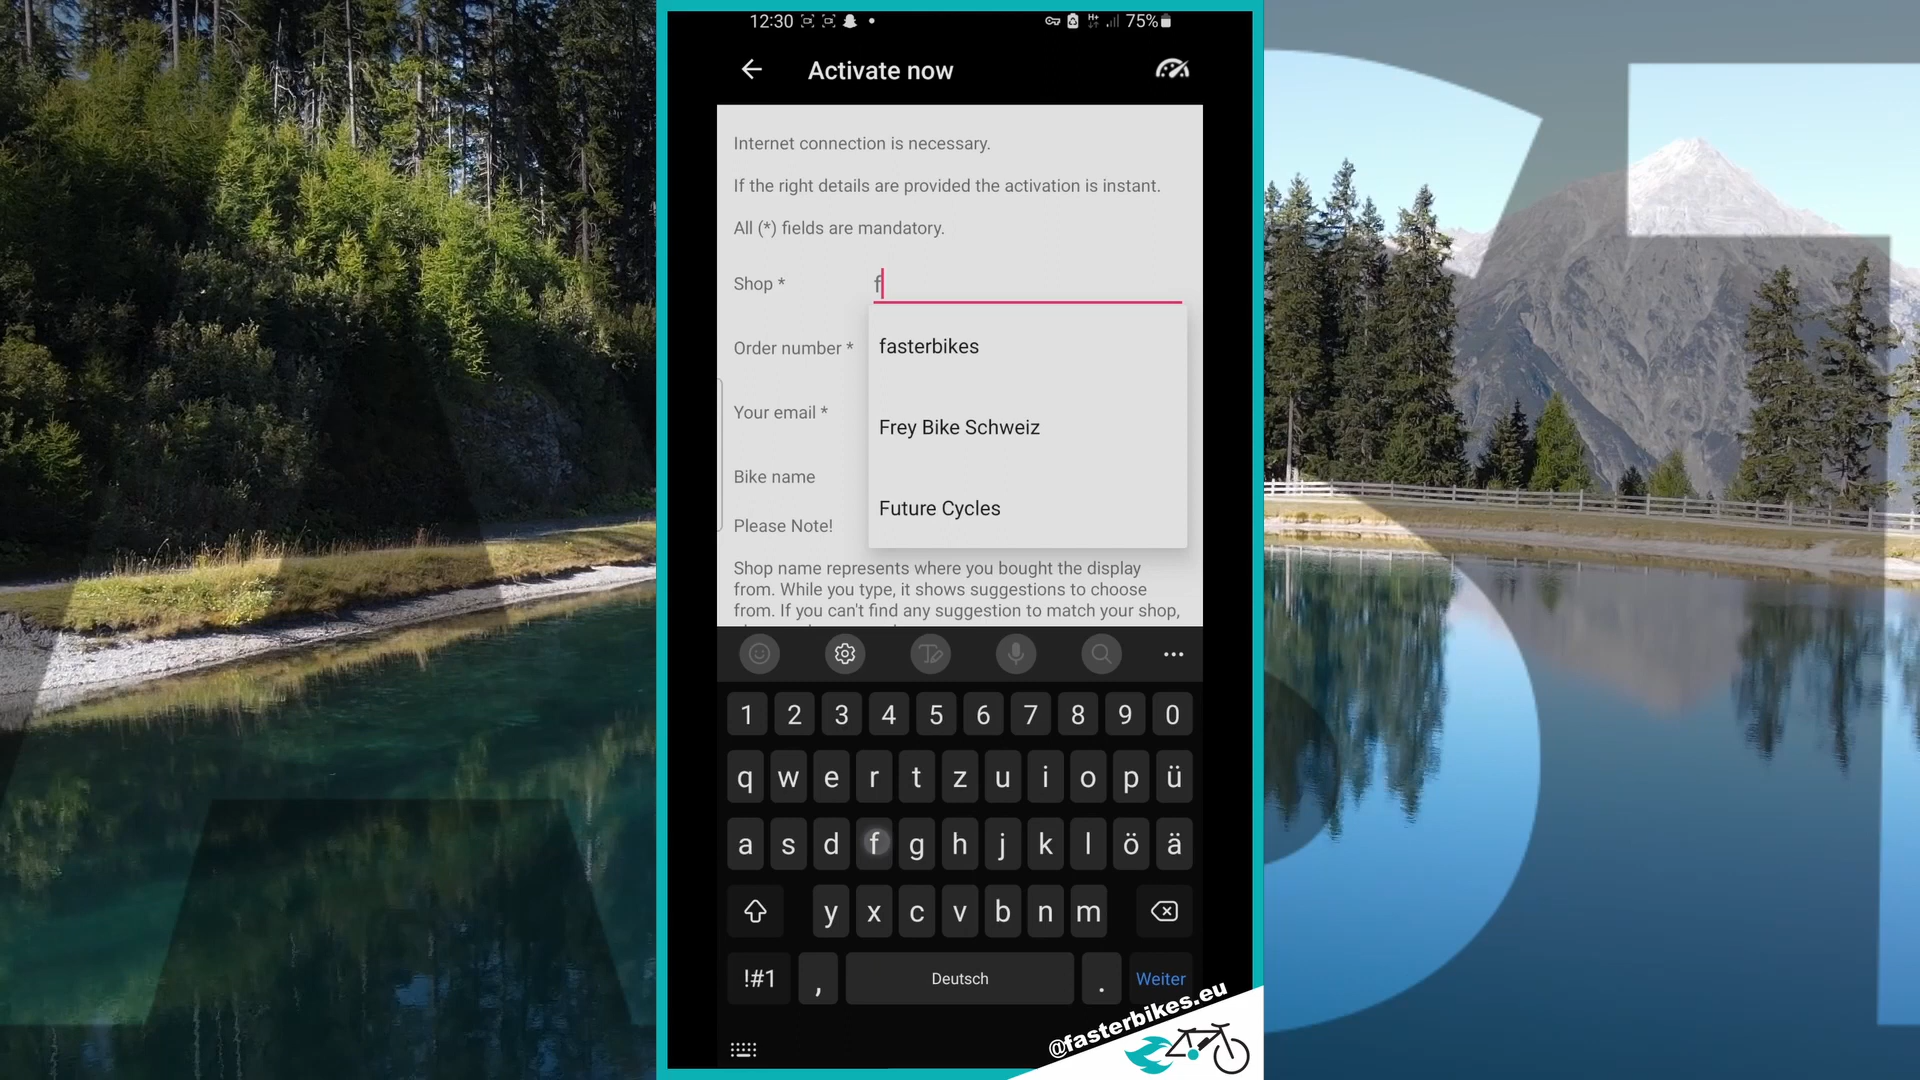 12:30
75%
Activate now
Internet connection is necessary.
If the right details are provided the activation is instant.
All (*) fields are mandatory.
Shop *
f
fasterbikes
Order number *
Your email *
Frey Bike Schweiz
Bike name
Future Cycles
Please Note!
Shop name represents where you bought the display
from. While you type, it shows suggestions to choose
from. If you can't find any suggestion to match your shop,
1 2 3 4 5 6 7 8 9 0
q w e r t z u i o p ü
a s d f g h j k l ö ä
y x c v b n m
!#1 , Deutsch . Weiter
@fasterbikes.eu